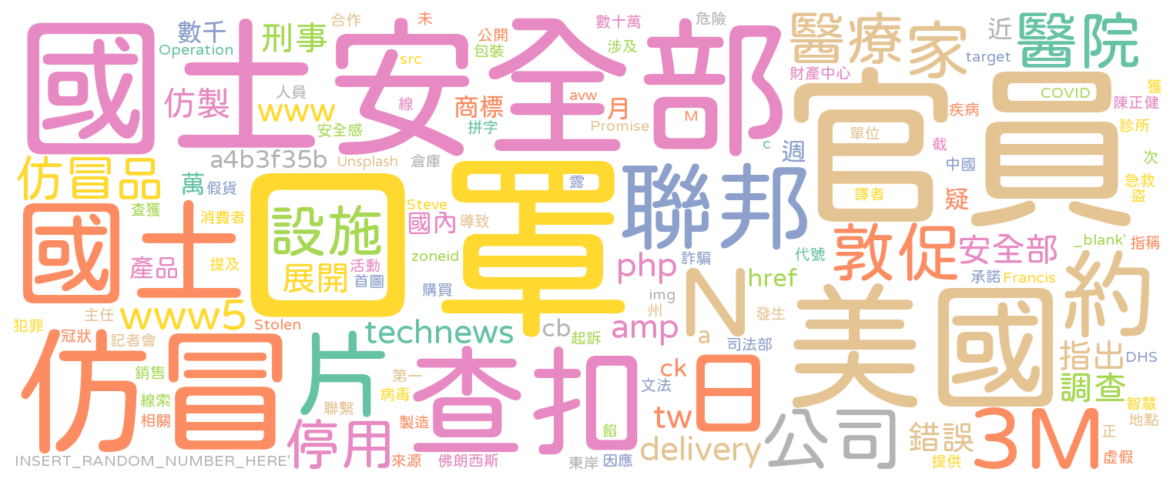 國土安全部
口罩
官員
仿冒
美國
查扣
國土
聯邦
N
日
約
3M
片
公司
醫療
醫院
家
敦促
設施
停用
仿冒品
www5
www
刑事
仿製
商標
月
近
週
疑
安全部
指出
調查
錯誤
delivery
technews
php
amp
href
a
tw
ck
cb
a4b3f35b
國內
展開
產品
萬
數千
Operation
合作
未
公開
包裝
src
數十萬
涉及
危險
target
財產中心
COVID
獲
陳正健
疾病
診所
單位
截
中國
次
急救
盜
譯者
_blank'
指稱
代號
承諾
Francis
DHS
智慧
地點
正
虛假
提供
人員
線
安全感
拼字
avw
Promise
M
c
Unsplash
倉庫
露
假貨
查獲
消費者
提及
活動
首圖
Steve
導致
zoneid
購買
詐騙
img
州
發生
司法部
起訴
文法
主任
犯罪
冠狀
記者會
Stolen
銷售
線索
相關
聯繫
第一
病毒
製造
來源
佛朗西斯
餡
東岸
因應
INSERT_RANDOM_NUMBER_HERE'